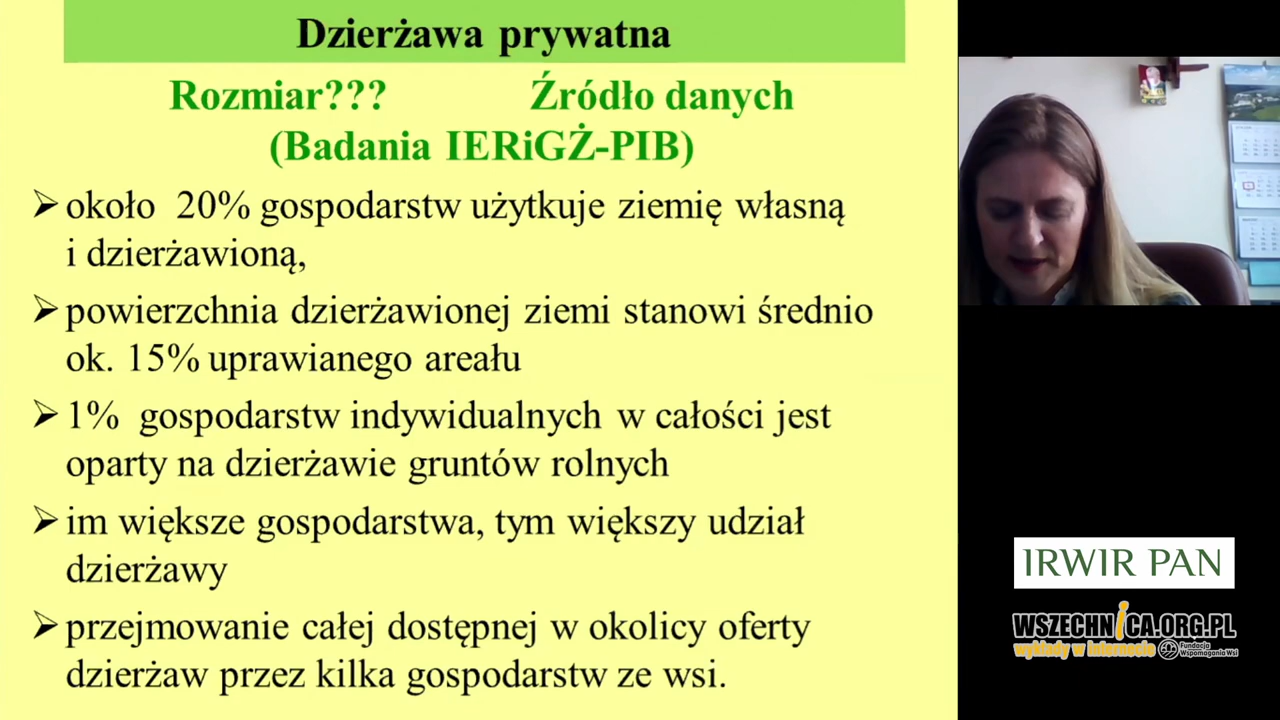 Dzierżawa prywatna
Rozmiar??? Źródło danych
(Badania IERiGŻ-PIB)
około 20% gospodarstw użytkuje ziemię własną
i dzierżawioną,
powierzchnia dzierżawionej ziemi stanowi średnio
ok. 15% uprawianego areału
1% gospodarstw indywidualnych w całości jest
oparty na dzierżawie gruntów rolnych
im większe gospodarstwa, tym większy udział
dzierżawy
przejmowanie całej dostępnej w okolicy oferty
dzierżaw przez kilka gospodarstw ze wsi.
IRWIR PAN
WSZECHNICA.ORG.PL
wykłady w internecie
Fundacja
Wspomagania Wsi